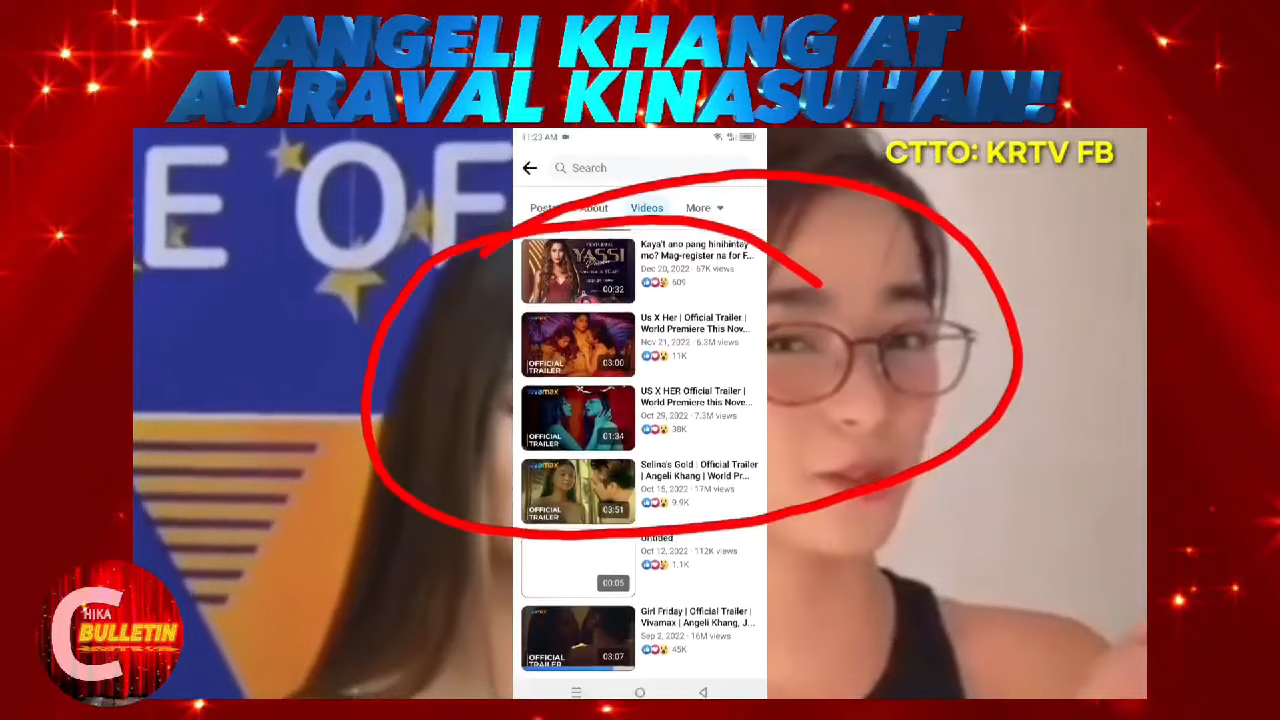 ANGELI KHANG AT
AJ RAVAL KINASUHAN!
CTTO: KRTV FB
E OF
11:23 AM
Search
Posts About Videos More
Kaya't ano pang hinihintay
mo? Mag-register na for F...
Dec 20, 2022 · 67K views
609
FEATURING
YASSI
00:32
Us X Her | Official Trailer |
World Premiere This Nov...
Nov 21, 2022 · 6.3M views
11K
OFFICIAL
TRAILER
03:00
US X HER Official Trailer |
World Premiere this Nove...
Oct 29, 2022 · 7.3M views
38K
vivamax
OFFICIAL
TRAILER
01:34
Selina's Gold | Official Trailer
| Angeli Khang | World Pr...
Oct 15, 2022 · 17M views
9.9K
vivamax
OFFICIAL
TRAILER
03:51
Untitled
Oct 12, 2022 · 112K views
1.1K
00:05
Girl Friday | Official Trailer |
Vivamax | Angeli Khang, J...
Sep 2, 2022 · 16M views
45K
OFFICIAL
TRAILER
03:07
CHIKA
BULLETIN